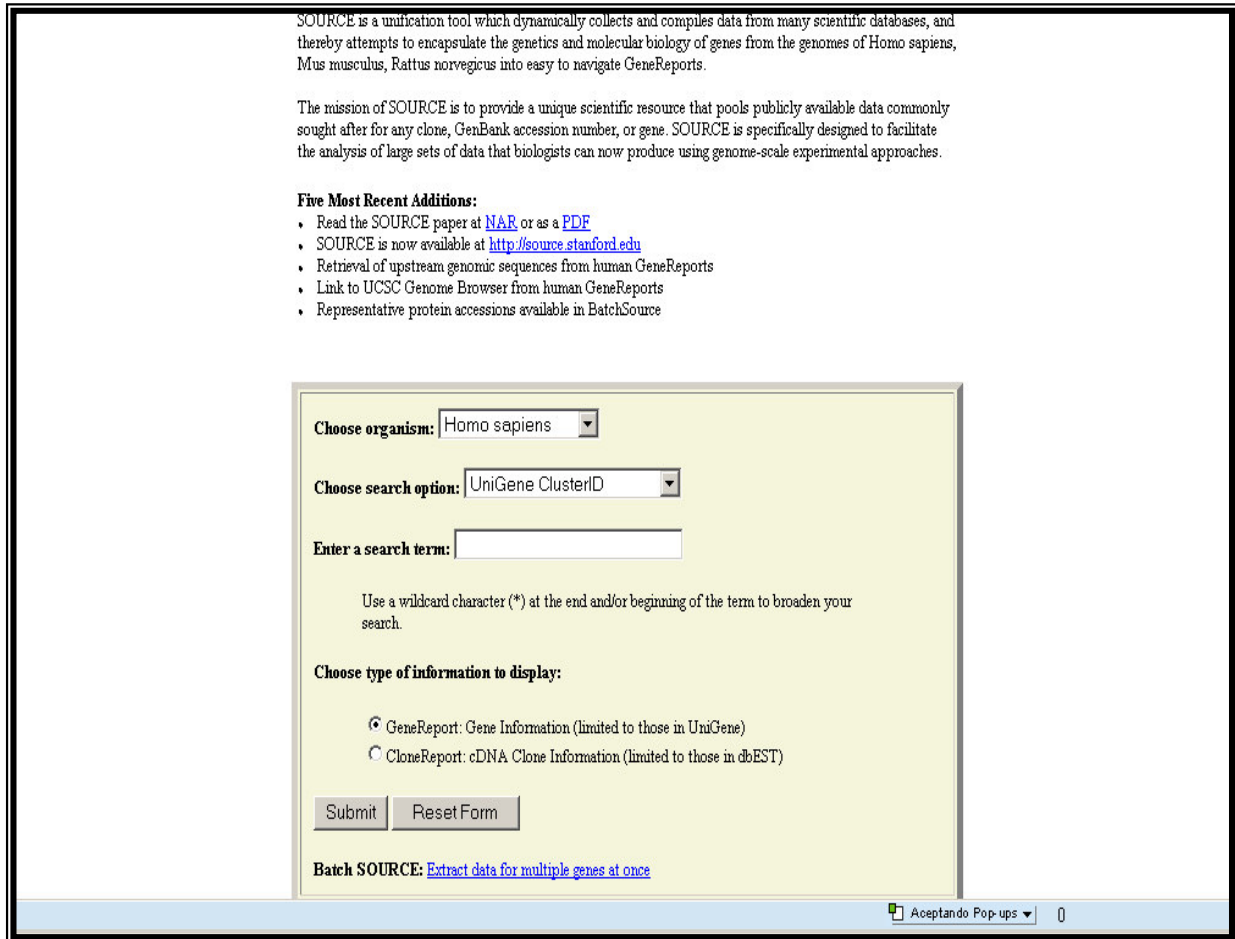 SOURCE is a unification tool which dynamically collects and compiles data from many scientific databases, and
thereby attempts to encapsulate the genetics and molecular biology of genes from the genomes of Homo sapiens,
Mus musculus, Rattus norvegicus into easy to navigate GeneReports.
The mission of SOURCE is to provide a unique scientific resource that pools publicly available data commonly
sought after for any clone, GenBank accession number, or gene. SOURCE is specifically designed to facilitate
the analysis of large sets of data that biologists can now produce using genome-scale experimental approaches.
Five Most Recent Additions:
• Read the SOURCE paper at NAR or as a PDF
• SOURCE is now available at http://source.stanford.edu
• Retrieval of upstream genomic sequences from human GeneReports
• Link to UCSC Genome Browser from human GeneReports
• Representative protein accessions available in BatchSource
Choose organism: Homo sapiens
Choose search option: UniGene ClusterID
Enter a search term:
Use a wildcard character (*) at the end and/or beginning of the term to broaden your
search.
Choose type of information to display:
GeneReport: Gene Information (limited to those in UniGene)
CloneReport: cDNA Clone Information (limited to those in dbEST)
Submit Reset Form
Batch SOURCE: Extract data for multiple genes at once
Aceptando Pop-ups 0